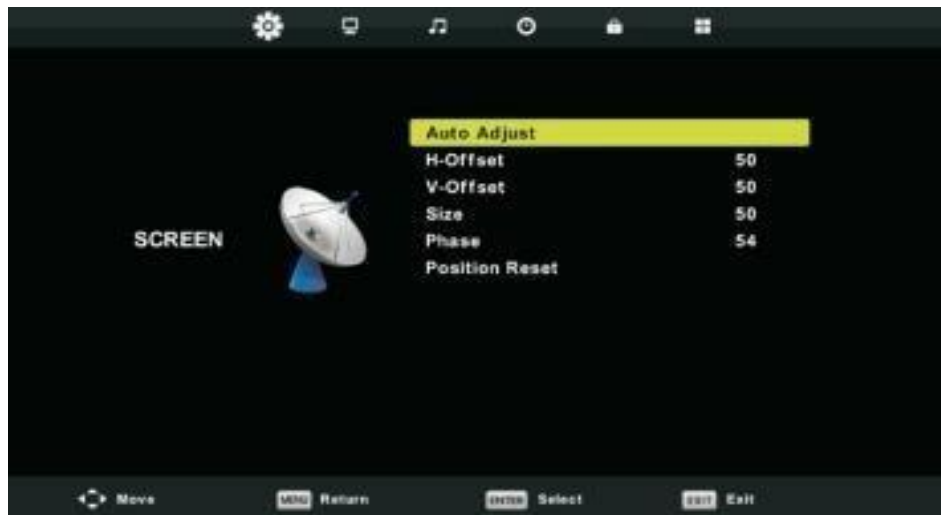 Auto Adjust
H-Offset 50
V-Offset 50
Size 50
SCREEN
Phase 54
Position Reset
Move
MENU Return
ENTER Select
EXIT Exit